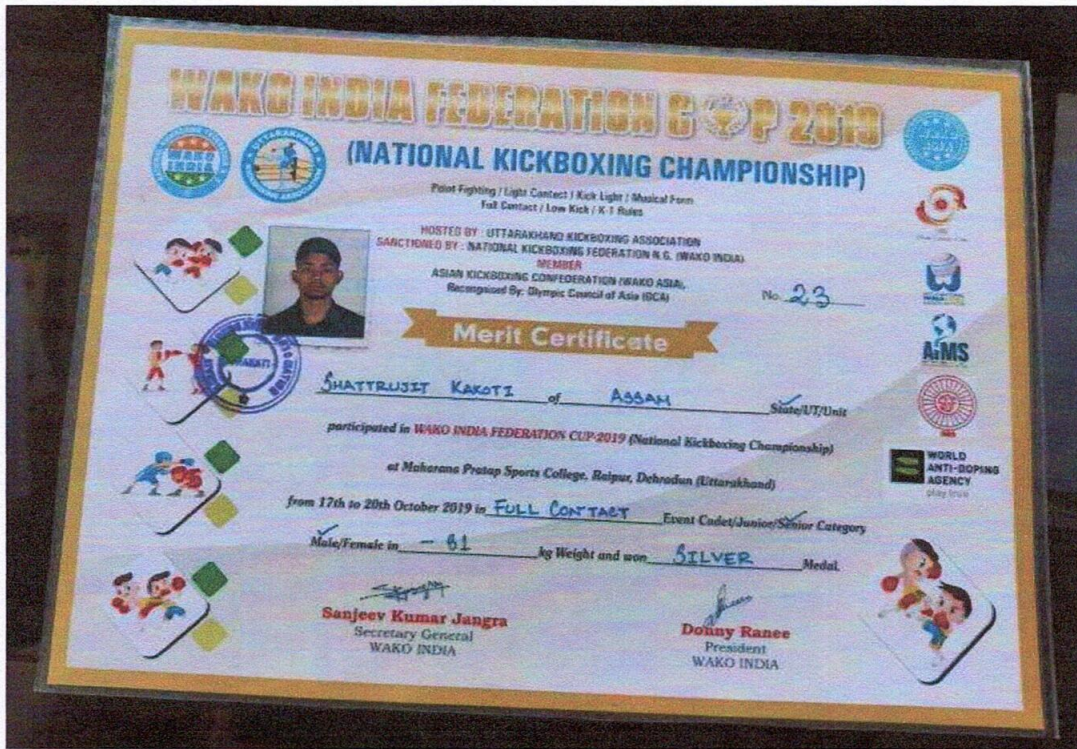 WAKO INDIA FEDERATION CUP 2019
(NATIONAL KICKBOXING CHAMPIONSHIP)
Point Fighting / Light Contact / Kick Light / Musical Form
Full Contact / Low Kick / K-1 Rules
HOSTED BY : UTTARAKHAND KICKBOXING ASSOCIATION
SANCTIONED BY : NATIONAL KICKBOXING FEDERATION N.G. (WAKO INDIA)
MEMBER
ASIAN KICKBOXING CONFEDERATION (WAKO ASIA),
Recongnised By: Olympic Council of Asia (OCA)
No. 23
Merit Certificate
SHATTRUJIT KAKOTI of ASSAM State/UT/Unit
participated in WAKO INDIA FEDERATION CUP-2019 (National Kickboxing Championship)
at Maharana Pratap Sports College, Raipur, Dehradun (Uttarakhand)
from 17th to 20th October 2019 in FULL CONTACT Event Cadet/Junior/Senior Category
Male/Female in - 81 kg Weight and won SILVER Medal.
Sanjeev Kumar Jangra
Secretary General
WAKO INDIA
Donny Ranee
President
WAKO INDIA
WAKO
INDIA
UTTARAKHAND
AIMS
WORLD
ANTI-DOPING
AGENCY
play true